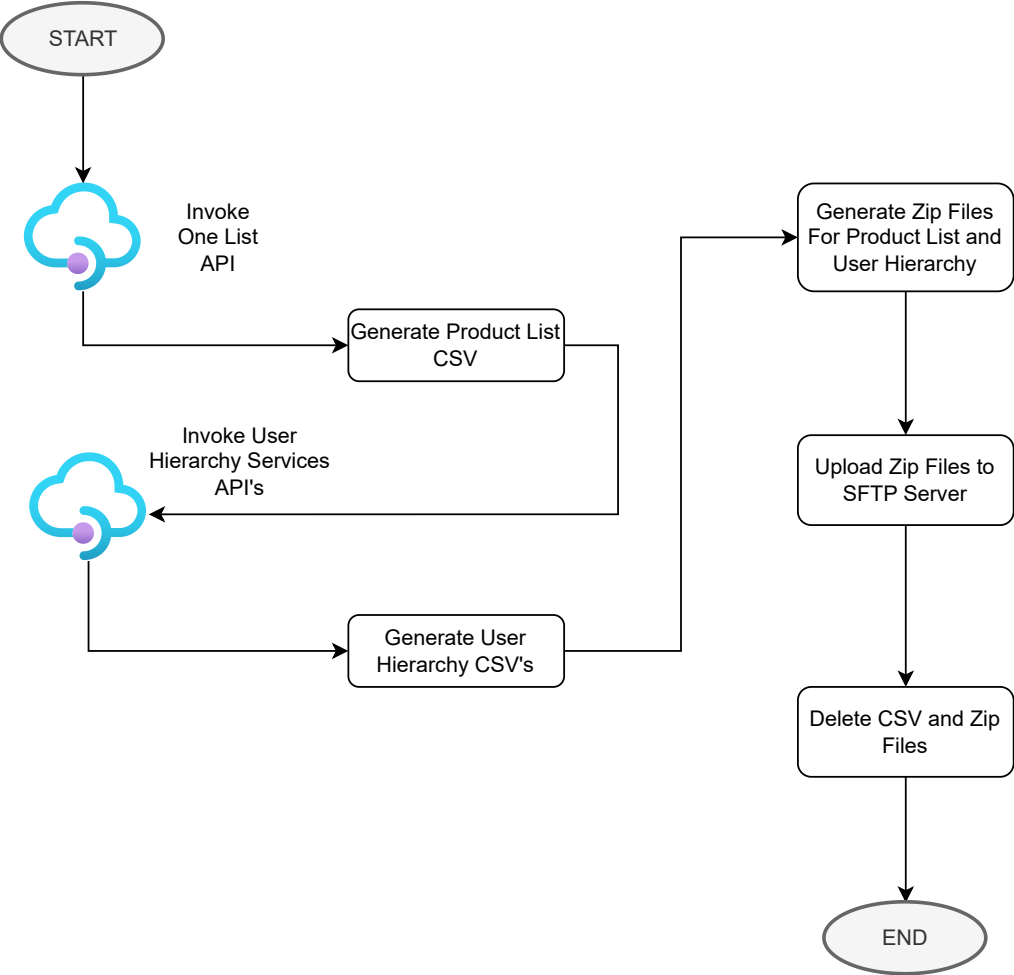 START
Invoke
One List
API
Generate Product List
CSV
Invoke User
Hierarchy Services
API's
Generate User
Hierarchy CSV's
Generate Zip Files
For Product List and
User Hierarchy
Upload Zip Files to
SFTP Server
Delete CSV and Zip
Files
END